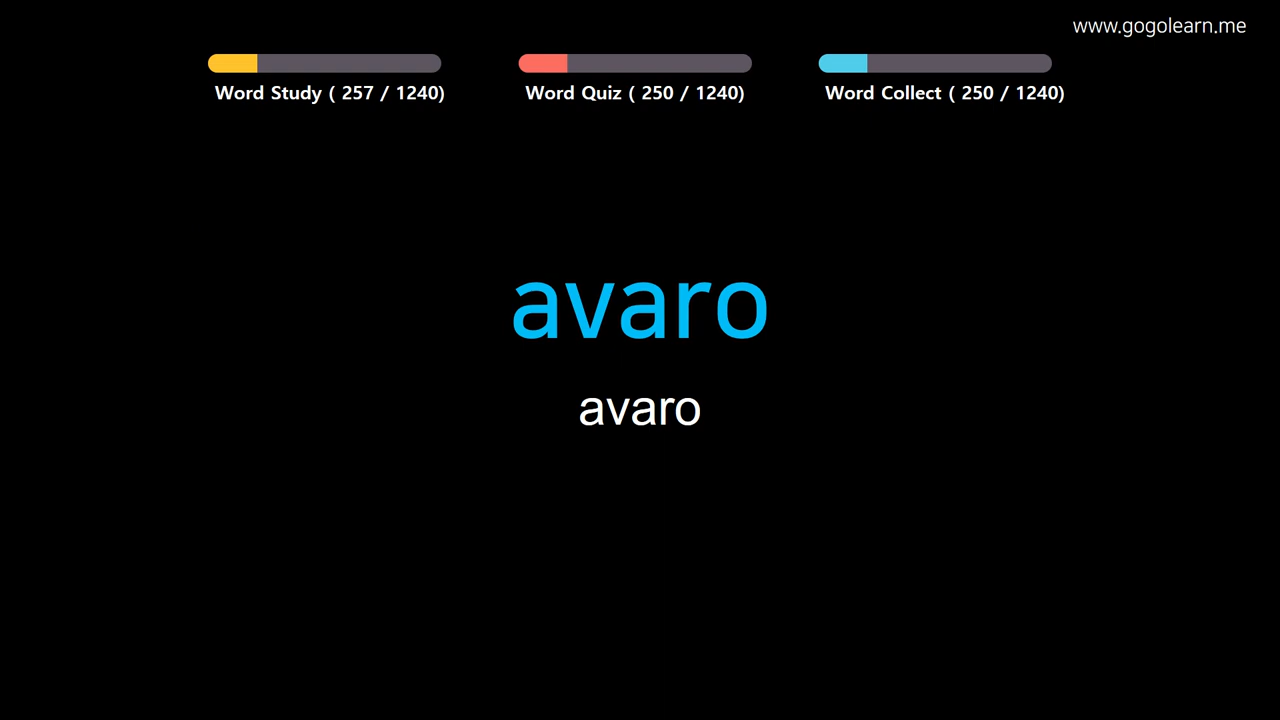 www.gogolearn.me
Word Study ( 257 / 1240)
Word Quiz ( 250 / 1240)
Word Collect ( 250 / 1240)
avaro
avaro